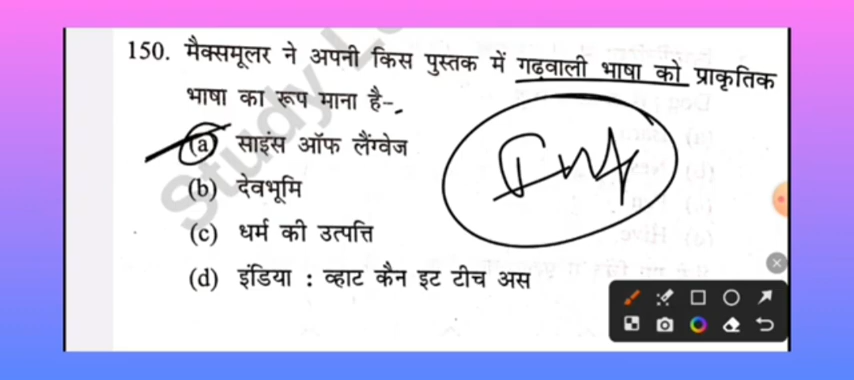 150. मैक्समूलर ने अपनी किस पुस्तक में गढ़वाली भाषा को प्राकृतिक
भाषा का रूप माना है-
(a) साइंस ऑफ लैंग्वेज
(b) देवभूमि
(c) धर्म की उत्पत्ति
(d) इंडिया : व्हाट कैन इट टीच अस